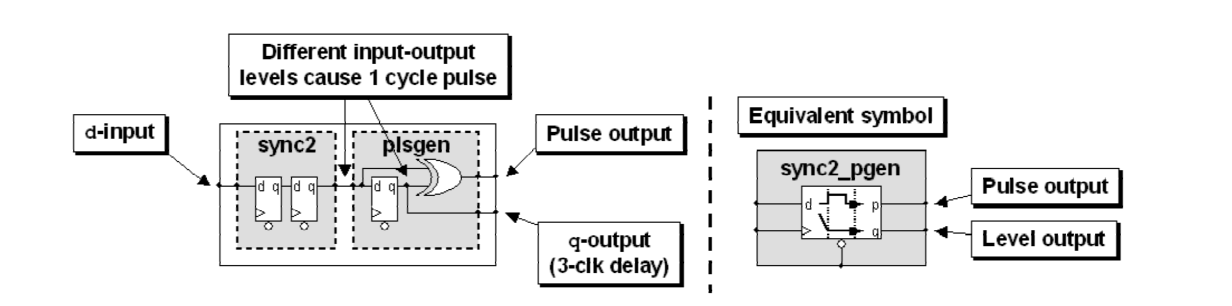 Different input-output
levels cause 1 cycle pulse
d-input
sync2
plsgen
Pulse output
d q
d q
d q
q-output
(3-clk delay)
Equivalent symbol
sync2_pgen
d
p
q
Pulse output
Level output